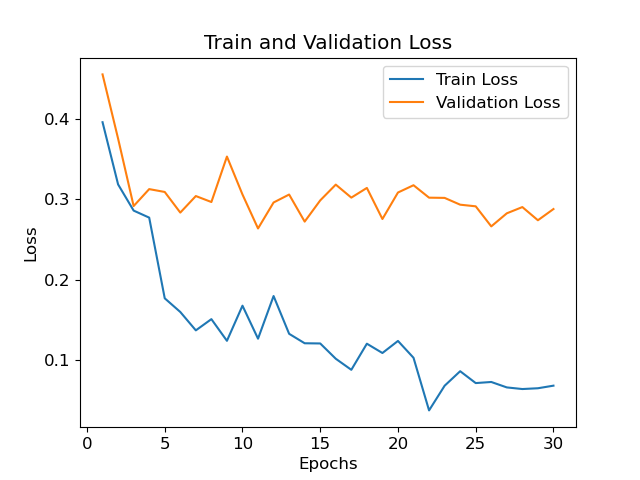 Train and Validation Loss
Train Loss
Validation Loss
0.4
0.3
0.2
0.1
Loss
0 5 10 15 20 25 30
Epochs